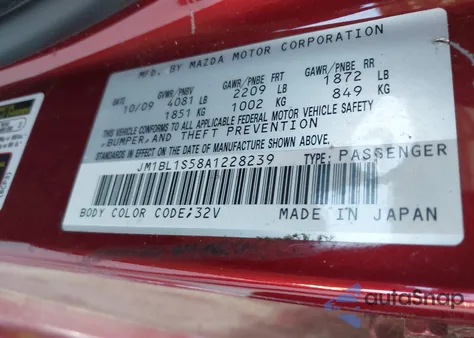 MFD. BY MAZDA MOTOR CORPORATION
GVWR/PNBV GAWR/PNBE FRT GAWR/PNBE RR
10/09 4081 LB 2209 LB 1872 LB
1851 KG 1002 KG 849 KG
THIS VEHICLE CONFORMS TO ALL APPLICABLE FEDERAL MOTOR VEHICLE SAFETY
,BUMPER,AND THEFT PREVENTION
STANDARDS IN EFFECT ON THE DATE OF MANUFACTURE SHOWN ABOVE.
JM1BL1S58A1228239 TYPE: PASSENGER
BODY COLOR CODE;32V MADE IN JAPAN
autoSnap